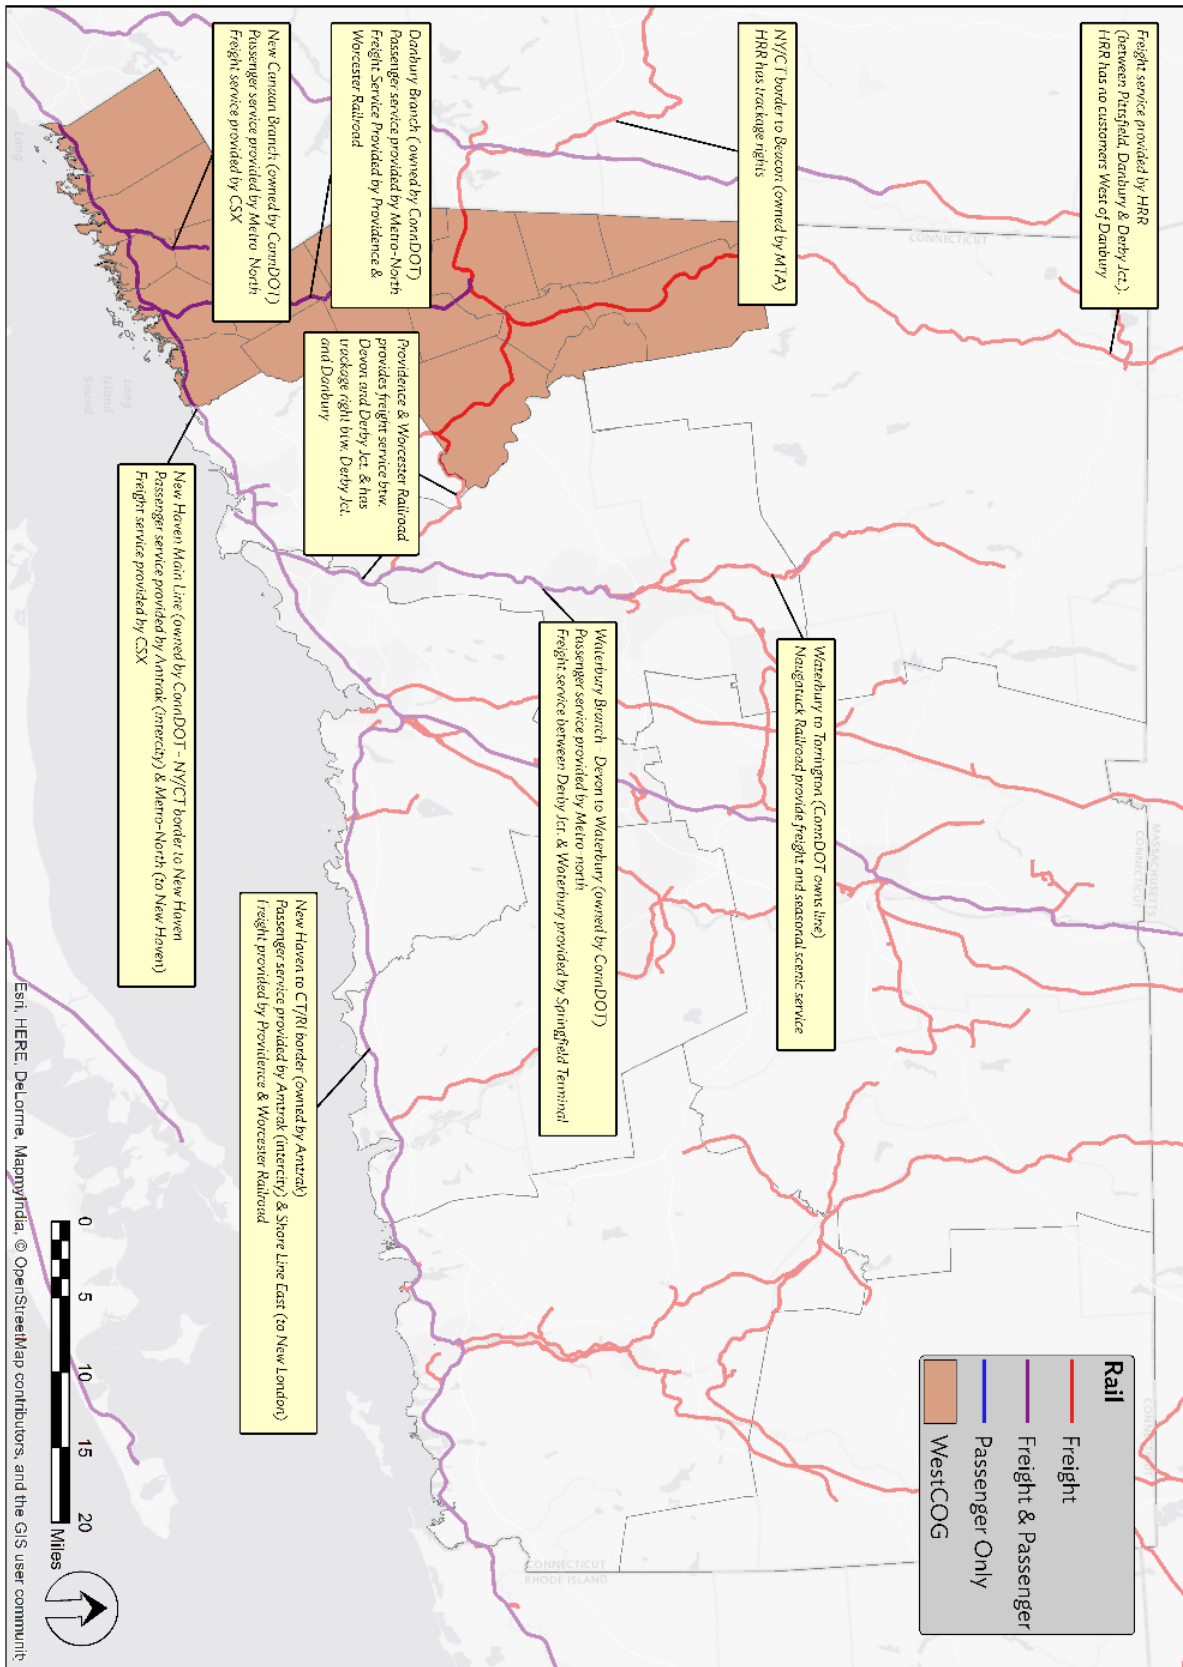 Freight service provided by HRR
(between Pittsfield, Danbury & Derby Jct.).
HRR has no customers West of Danbury
NY/CT border to Beacon (owned by MTA)
HRR has trackage rights
Danbury Branch (owned by ConnDOT)
Passenger service provided by Metro-North
Freight Service Provided by Providence &
Worcester Railroad
New Canaan Branch (owned by ConnDOT)
Passenger service provided by Metro-North
Freight service provided by CSX
Providence & Worcester Railroad
provides freight service btw.
Devon and Derby Jct. & has
trackage right btw. Derby Jct.
and Danbury
Waterbury to Torrington (ConnDOT owns line)
Naugatuck Railroad provide freight and seasonal scenic service
Waterbury Branch - Devon to Waterbury (owned by ConnDOT)
Passenger service provided by Metro-north
Freight service between Derby Jct. & Waterbury provided by Springfield Terminal
New Haven Main Line (owned by ConnDOT - NY/CT border to New Haven
Passenger service provided by Amtrak (intercity) & Metro-North (to New Haven)
Freight service provided by CSX
New Haven to CT/RI border (owned by Amtrak)
Passenger service provided by Amtrak (intercity) & Shore Line East (to New London)
Freight provided by Providence & Worcester Railroad
Rail
Freight
Freight & Passenger
Passenger Only
WestCOG
CONNECTICUT
MASSACHUSETTS
CONNECTICUT
CONNECTICUT
CONNECTICUT
RHODE ISLAND
Long
Island
Sound
Long
0 5 10 15 20
Miles
Esri, HERE, DeLorme, MapmyIndia, © OpenStreetMap contributors, and the GIS user communit